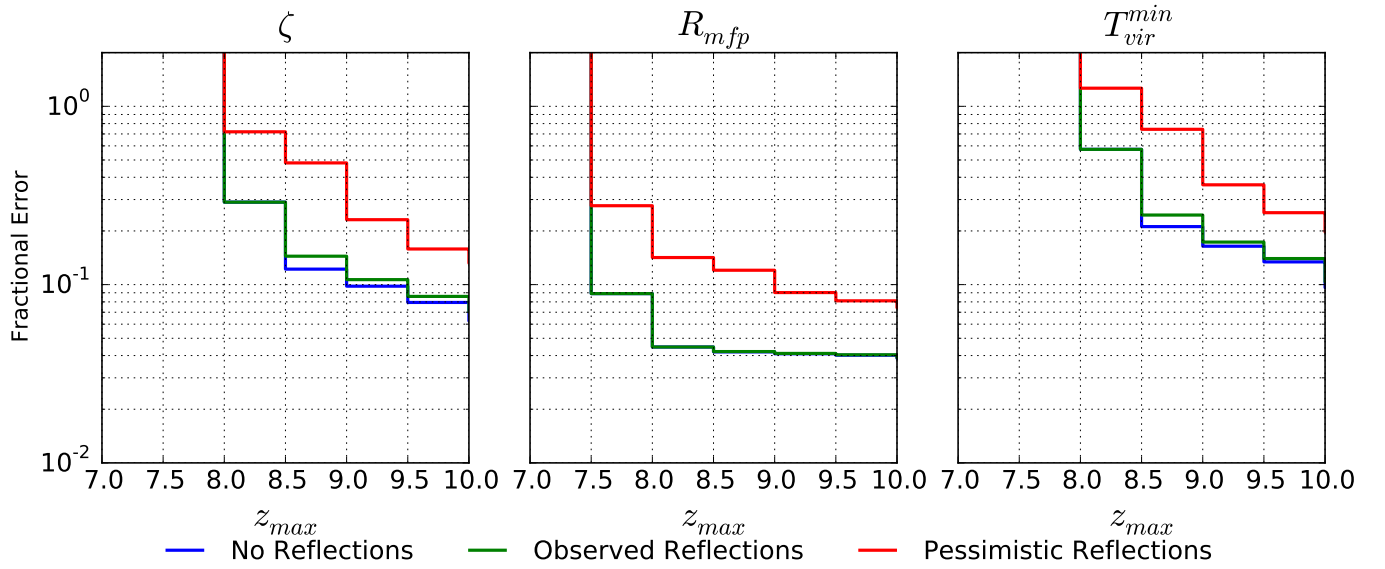 ζ R_mfp T_vir^min
Fractional Error
10^0
10^-1
10^-2
7.0 7.5 8.0 8.5 9.0 9.5 10.0 7.0 7.5 8.0 8.5 9.0 9.5 10.0 7.0 7.5 8.0 8.5 9.0 9.5 10.0
z_max z_max z_max
No Reflections Observed Reflections Pessimistic Reflections